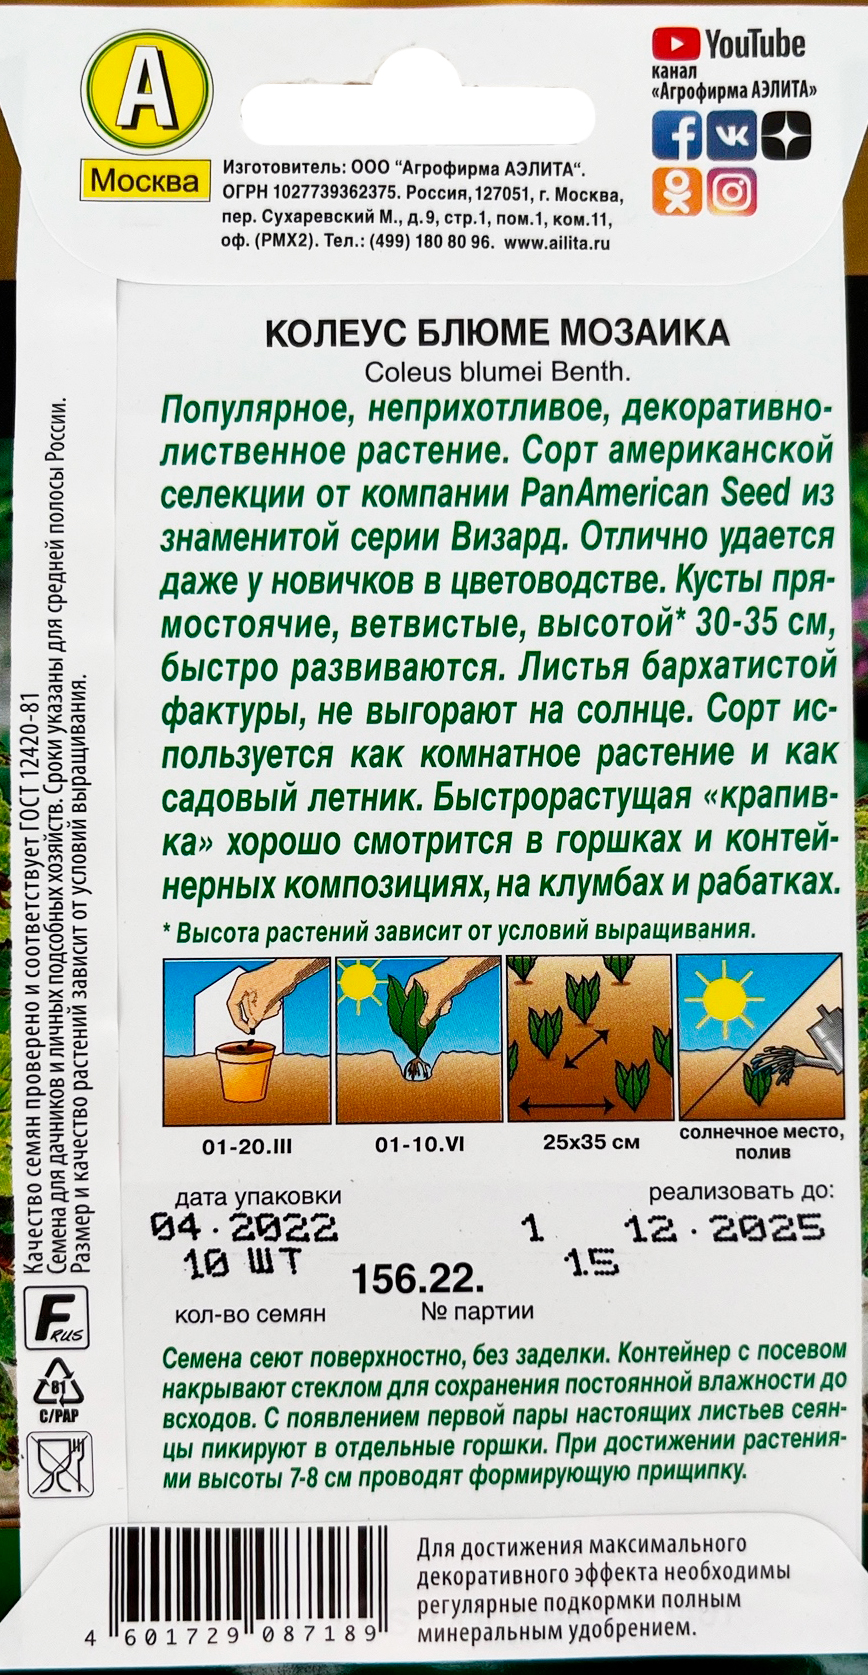 А
Москва
Изготовитель: ООО “Агрофирма АЭЛИТА“.
ОГРН 1027739362375. Россия,127051, г. Москва,
пер. Сухаревский М., д.9, стр.1, пом.1, ком.11,
оф. (РМХ2). Тел.: (499) 180 80 96. www.ailita.ru
YouTube
канал
«Агрофирма АЭЛИТА»
КОЛЕУС БЛЮМЕ МОЗАИКА
Coleus blumei Benth.
Популярное, неприхотливое, декоративно-
лиственное растение. Сорт американской
селекции от компании PanAmerican Seed из
знаменитой серии Визард. Отлично удается
даже у новичков в цветоводстве. Кусты пря-
мостоячие, ветвистые, высотой* 30-35 см,
быстро развиваются. Листья бархатистой
фактуры, не выгорают на солнце. Сорт ис-
пользуется как комнатное растение и как
садовый летник. Быстрорастущая «крапив-
ка» хорошо смотрится в горшках и контей-
нерных композициях, на клумбах и рабатках.
* Высота растений зависит от условий выращивания.
01-20.III
01-10.VI
25х35 см
солнечное место,
полив
дата упаковки
реализовать до:
04.2022
1
12.2025
10 ШТ
156.22.
15
кол-во семян
№ партии
Семена сеют поверхностно, без заделки. Контейнер с посевом
накрывают стеклом для сохранения постоянной влажности до
всходов. С появлением первой пары настоящих листьев сеян-
цы пикируют в отдельные горшки. При достижении растения-
ми высоты 7-8 см проводят формирующую прищипку.
Качество семян проверено и соответствует ГОСТ 12420-81
Семена для дачников и личных подсобных хозяйств. Сроки указаны для средней полосы России.
Размер и качество растений зависит от условий выращивания.
F RUS
81
C/PAP
4 601729 087189
Для достижения максимального
декоративного эффекта необходимы
регулярные подкормки полным
минеральным удобрением.